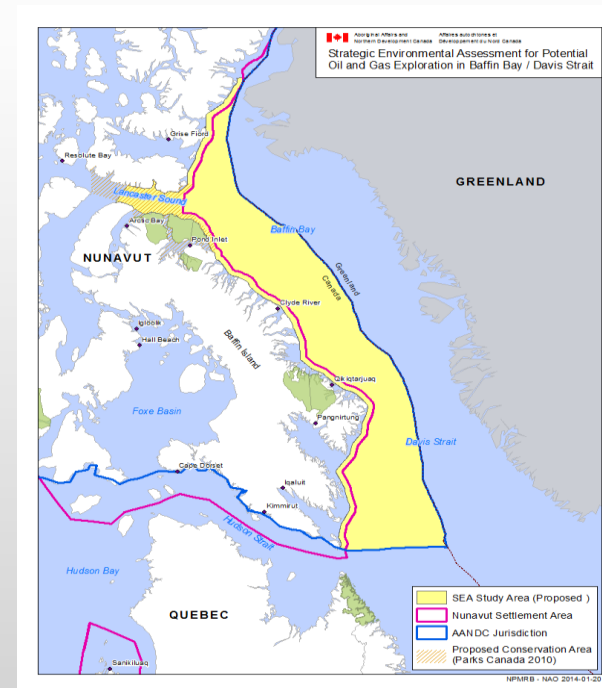 Aboriginal Affairs and Affaires autochtones et
Northern Development Canada Développement du Nord Canada
Strategic Environmental Assessment for Potential
Oil and Gas Exploration in Baffin Bay / Davis Strait
Grise Fiord
Resolute Bay
GREENLAND
Lancaster Sound
Arctic Bay
Baffin Bay
Pond Inlet
NUNAVUT
Greenland
Canada
Clyde River
Igloolik
Hall Beach
Baffin Island
Qikiqtarjuaq
Foxe Basin
Pangnirtung
Davis Strait
Cape Dorset
Iqaluit
Kimmirut
Hudson Strait
Hudson Bay
QUEBEC
Sanikiluaq
SEA Study Area (Proposed )
Nunavut Settlement Area
AANDC Jurisdiction
Proposed Conservation Area
(Parks Canada 2010)
NPMRB - NAO 2014-01-20